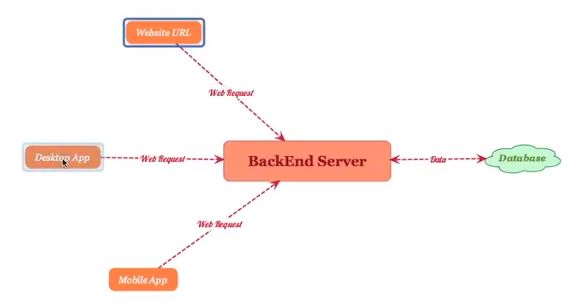 Website URL
Web Request
Desktop App
Web Request
BackEnd Server
Data
Database
Web Request
Mobile App